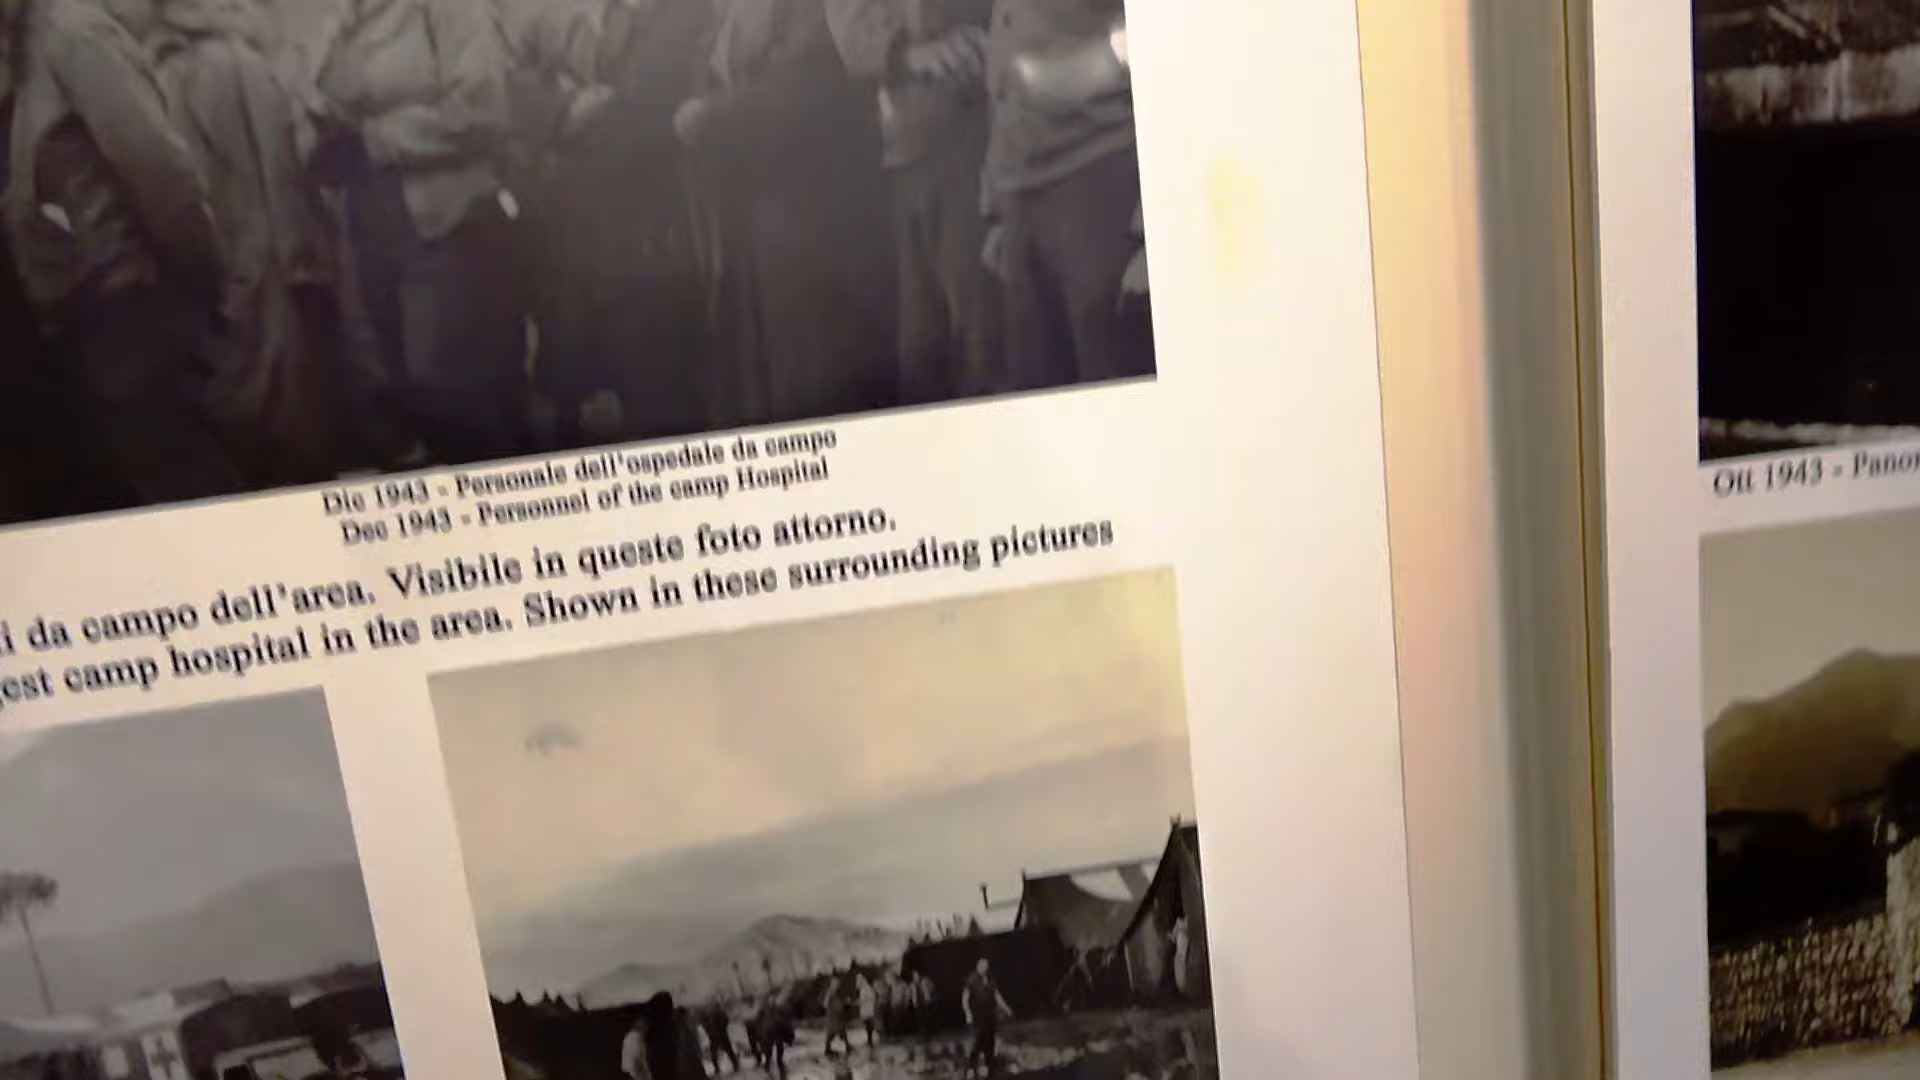 Dic 1943 - Personale dell'ospedale da campo
Dec 1943 - Personnel of the camp Hospital
da campo dell'area. Visibile in queste foto attorno.
camp hospital in the area. Shown in these surrounding pictures
Ott 1943 -